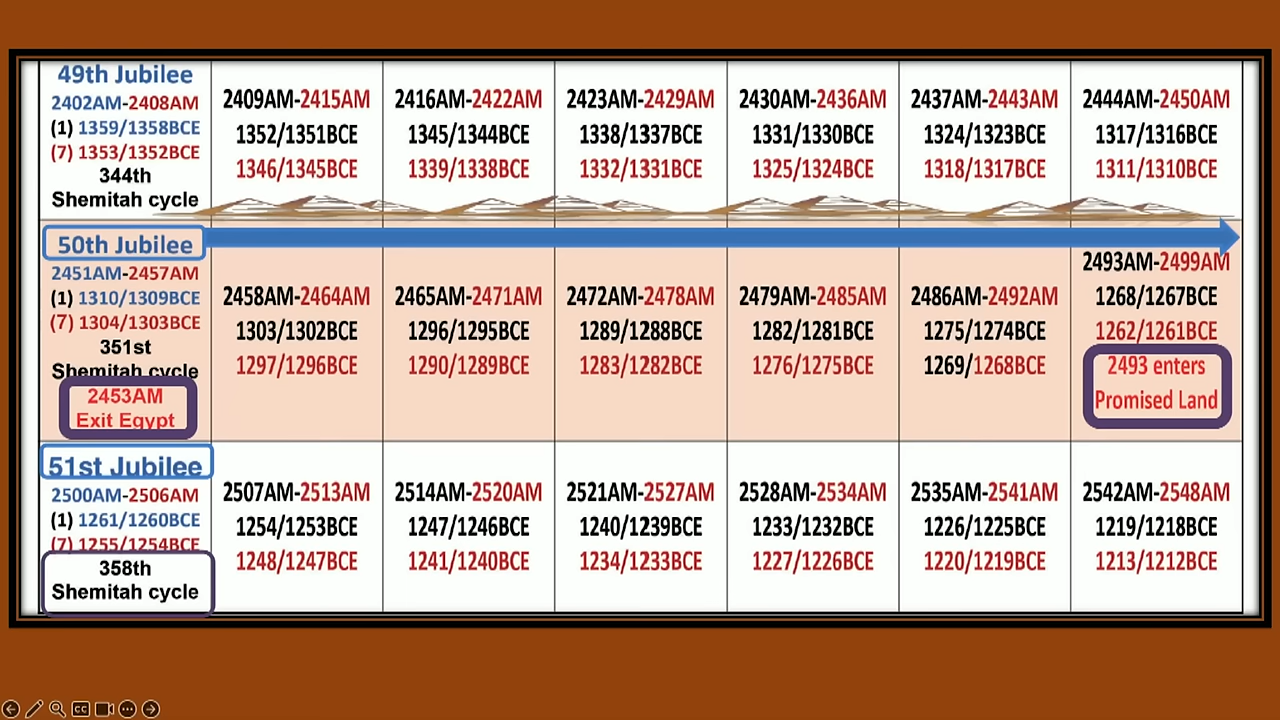 49th Jubilee
2402AM-2408AM
(1) 1359/1358BCE
(7) 1353/1352BCE
344th
Shemitah cycle
2409AM-2415AM
1352/1351BCE
1346/1345BCE
2416AM-2422AM
1345/1344BCE
1339/1338BCE
2423AM-2429AM
1338/1337BCE
1332/1331BCE
2430AM-2436AM
1331/1330BCE
1325/1324BCE
2437AM-2443AM
1324/1323BCE
1318/1317BCE
2444AM-2450AM
1317/1316BCE
1311/1310BCE
50th Jubilee
2451AM-2457AM
(1) 1310/1309BCE
(7) 1304/1303BCE
351st
Shemitah cycle
2453AM
Exit Egypt
2458AM-2464AM
1303/1302BCE
1297/1296BCE
2465AM-2471AM
1296/1295BCE
1290/1289BCE
2472AM-2478AM
1289/1288BCE
1283/1282BCE
2479AM-2485AM
1282/1281BCE
1276/1275BCE
2486AM-2492AM
1275/1274BCE
1269/1268BCE
2493AM-2499AM
1268/1267BCE
1262/1261BCE
2493 enters
Promised Land
51st Jubilee
2500AM-2506AM
(1) 1261/1260BCE
(7) 1255/1254BCE
358th
Shemitah cycle
2507AM-2513AM
1254/1253BCE
1248/1247BCE
2514AM-2520AM
1247/1246BCE
1241/1240BCE
2521AM-2527AM
1240/1239BCE
1234/1233BCE
2528AM-2534AM
1233/1232BCE
1227/1226BCE
2535AM-2541AM
1226/1225BCE
1220/1219BCE
2542AM-2548AM
1219/1218BCE
1213/1212BCE
CC